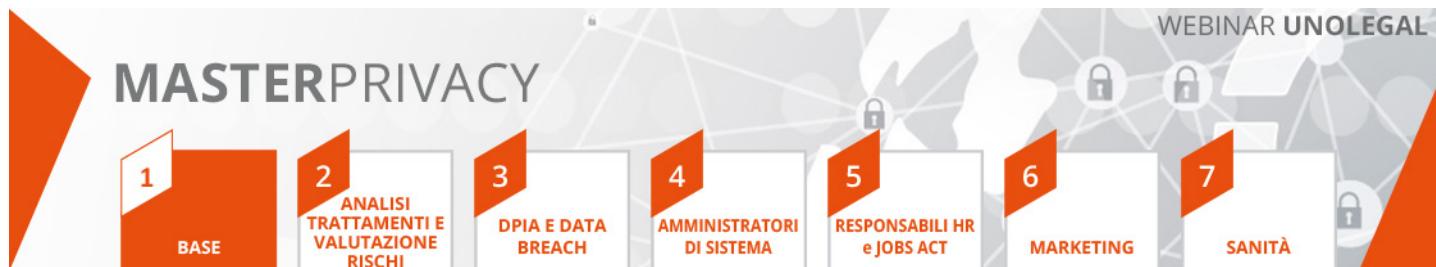 WEBINAR UNOLEGAL
MASTERPRIVACY
1
BASE
2
ANALISI
TRATTAMENTI E
VALUTAZIONE
RISCHI
3
DPIA E DATA
BREACH
4
AMMINISTRATORI
DI SISTEMA
5
RESPONSABILI HR
e JOBS ACT
6
MARKETING
7
SANITÀ